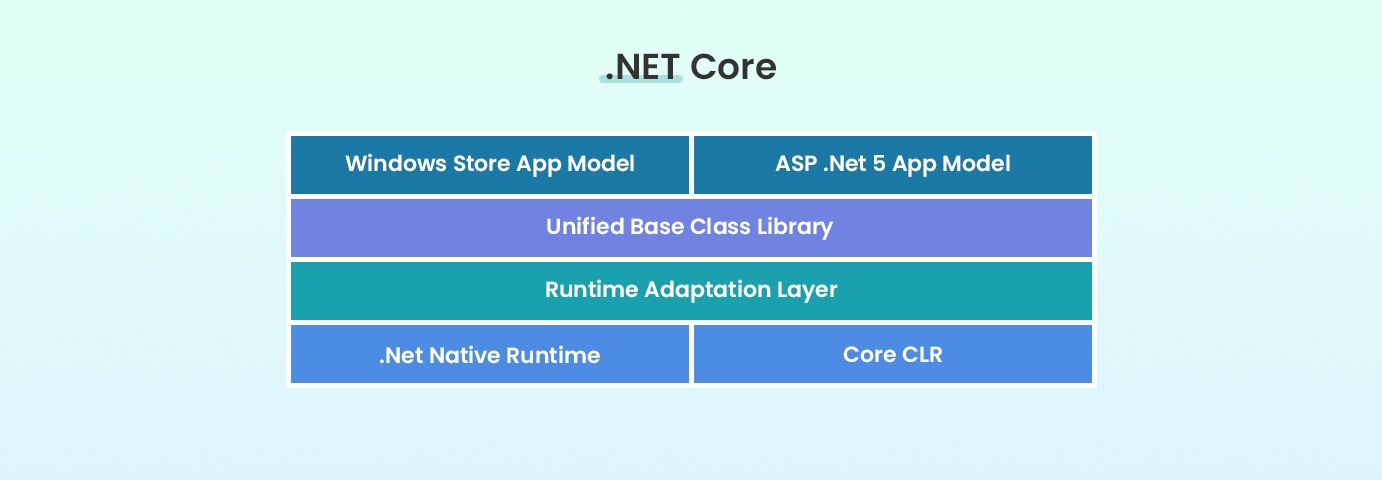 .NET Core
Windows Store App Model
ASP .Net 5 App Model
Unified Base Class Library
Runtime Adaptation Layer
.Net Native Runtime
Core CLR